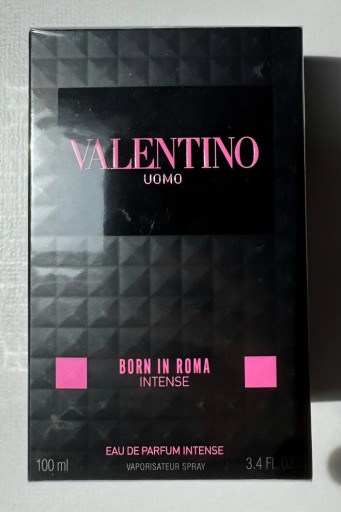 VALENTINO
UOMO
BORN IN ROMA
INTENSE
EAU DE PARFUM INTENSE
100 ml VAPORISATEUR SPRAY 3.4 FL OZ